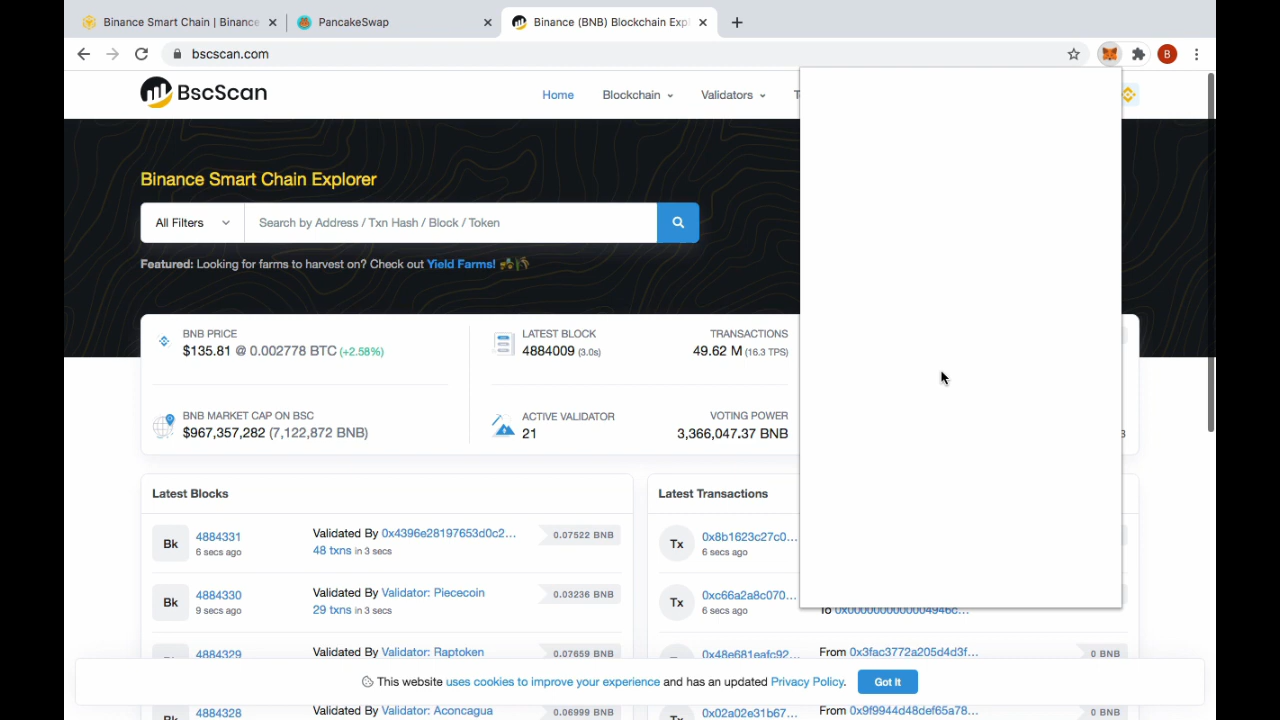 Binance Smart Chain | Binance
PancakeSwap
Binance (BNB) Blockchain Expl
bscscan.com
B
BscScan
Home
Blockchain
Validators
Binance Smart Chain Explorer
All Filters
Search by Address / Txn Hash / Block / Token
Featured: Looking for farms to harvest on? Check out Yield Farms!
BNB PRICE
$135.81 @ 0.002778 BTC (+2.58%)
LATEST BLOCK
4884009 (3.0s)
TRANSACTIONS
49.62 M (16.3 TPS)
BNB MARKET CAP ON BSC
$967,357,282 (7,122,872 BNB)
ACTIVE VALIDATOR
21
VOTING POWER
3,366,047.37 BNB
3
Latest Blocks
Bk
4884331
6 secs ago
Validated By 0x4396e28197653d0c2...
48 txns in 3 secs
0.07522 BNB
Bk
4884330
9 secs ago
Validated By Validator: Piececoin
29 txns in 3 secs
0.03236 BNB
4884329
Validated By Validator: Raptoken
0.07659 BNB
Bk
4884328
Validated By Validator: Aconcagua
0.06999 BNB
Latest Transactions
Tx
0x8b1623c27c0...
6 secs ago
Tx
0xc66a2a8c070...
6 secs ago
To 0x0000000000004946c...
0x48e681eafc92...
From 0x3fac3772a205d4d3f...
0 BNB
Tx
0x02a02e31b67...
From 0x9f9944d48def65a78...
0 BNB
This website uses cookies to improve your experience and has an updated Privacy Policy.
Got It